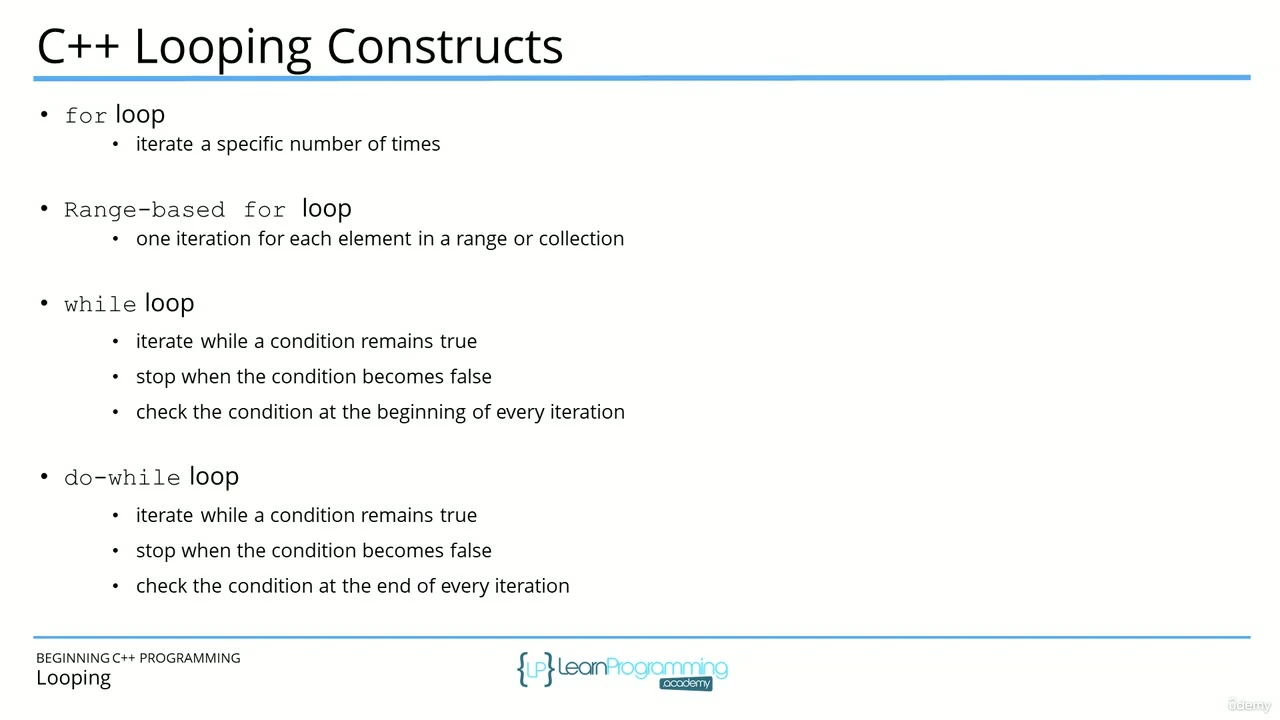 C++ Looping Constructs
• for loop
• iterate a specific number of times
• Range-based for loop
• one iteration for each element in a range or collection
• while loop
• iterate while a condition remains true
• stop when the condition becomes false
• check the condition at the beginning of every iteration
• do-while loop
• iterate while a condition remains true
• stop when the condition becomes false
• check the condition at the end of every iteration
BEGINNING C++ PROGRAMMING
Looping
{LP} LearnProgramming
academy
ûdemy